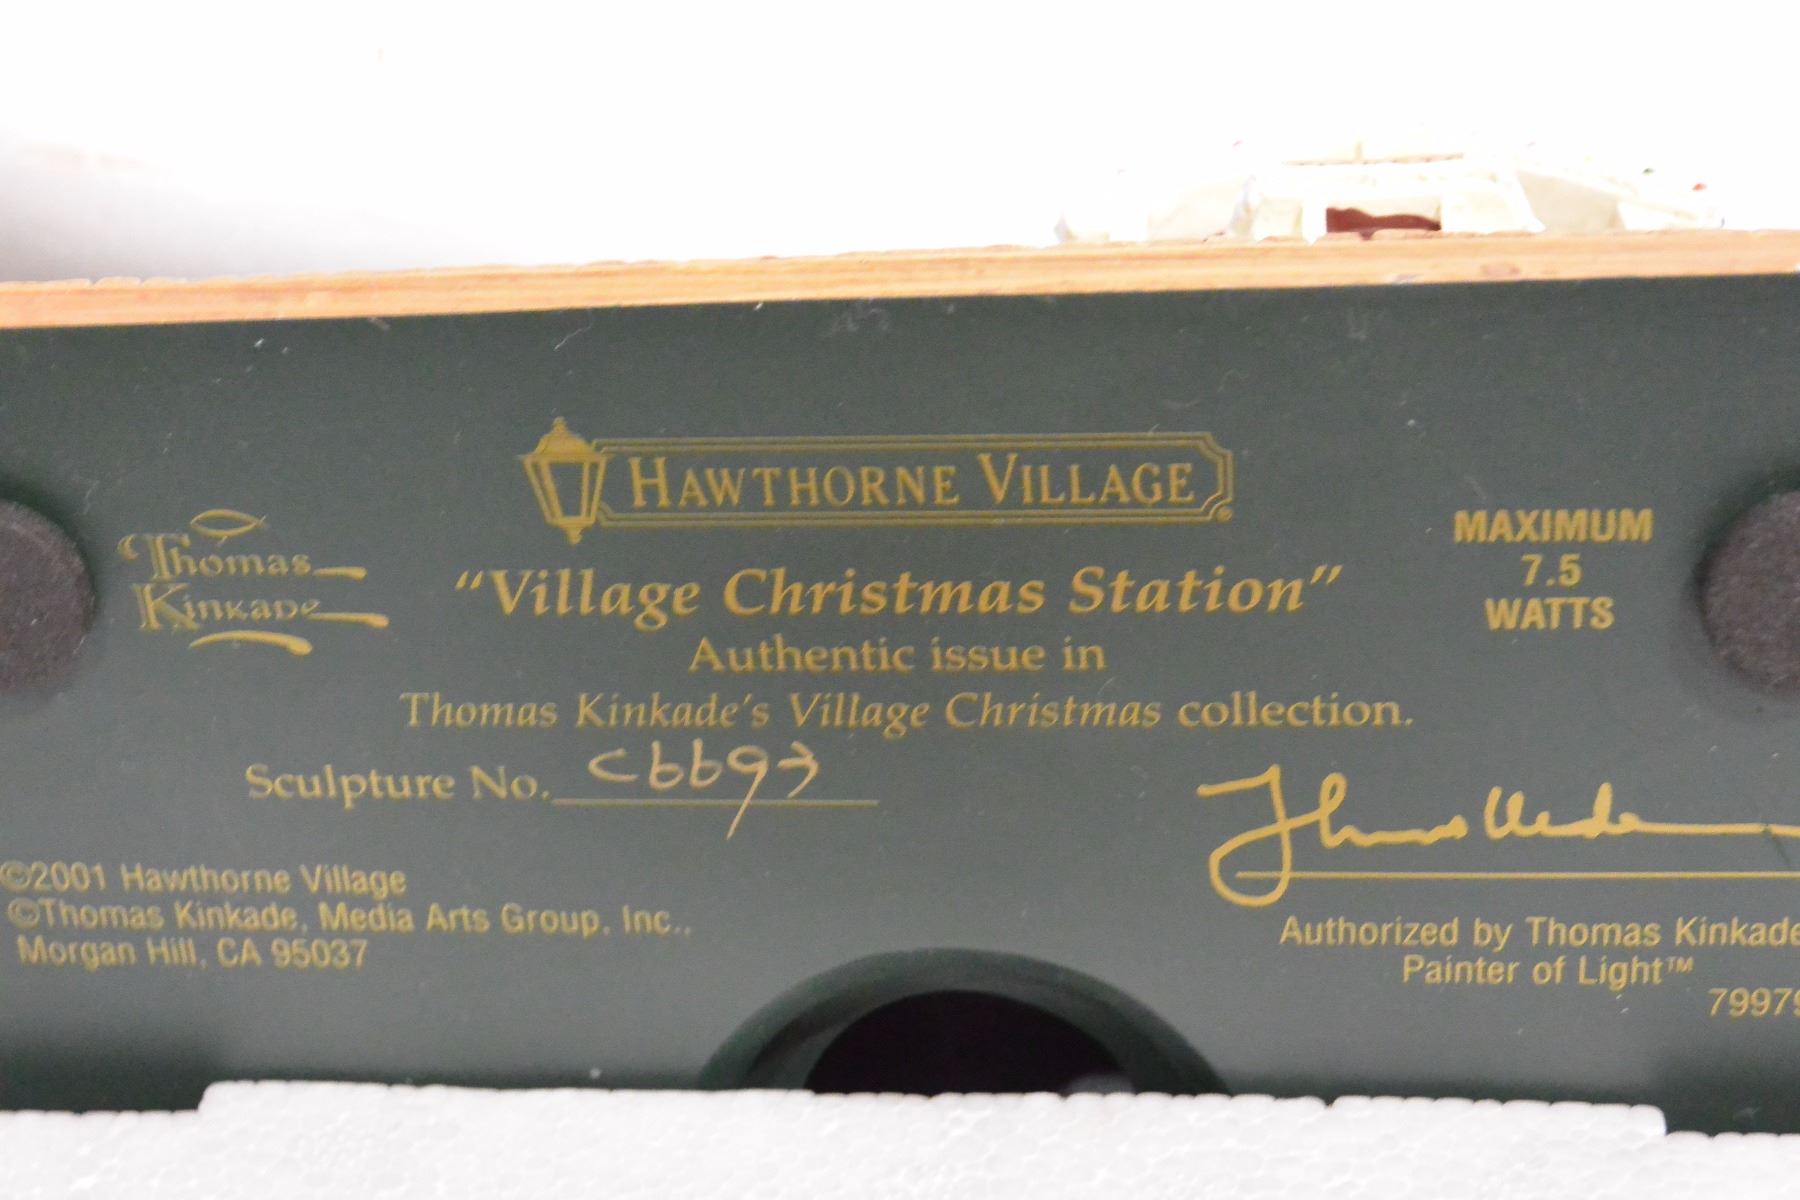 HAWTHORNE VILLAGE
Thomas
Kinkade
"Village Christmas Station"
Authentic issue in
Thomas Kinkade's Village Christmas collection.
MAXIMUM
7.5
WATTS
Sculpture No. C6693
©2001 Hawthorne Village
©Thomas Kinkade, Media Arts Group, Inc.,
Morgan Hill, CA 95037
Authorized by Thomas Kinkade
Painter of Light™
79979